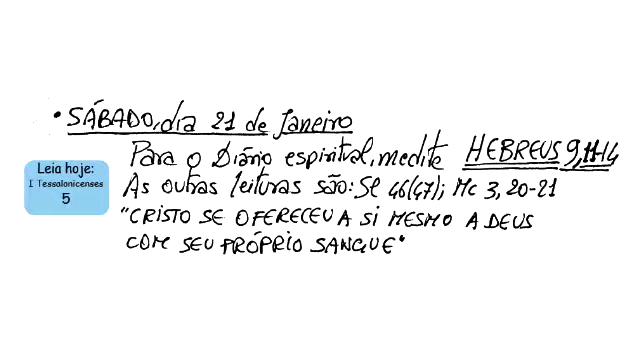 • SÁBADO, dia 21 de Janeiro
Para o Diário espiritual, medite HEBREUS 9, 11-14
Leia hoje:
I Tessalonicenses
5
As outras leituras são: Sl 46(47); Mc 3, 20-21
"CRISTO SE OFERECEU A SI MESMO A DEUS
COM SEU PRÓPRIO SANGUE"